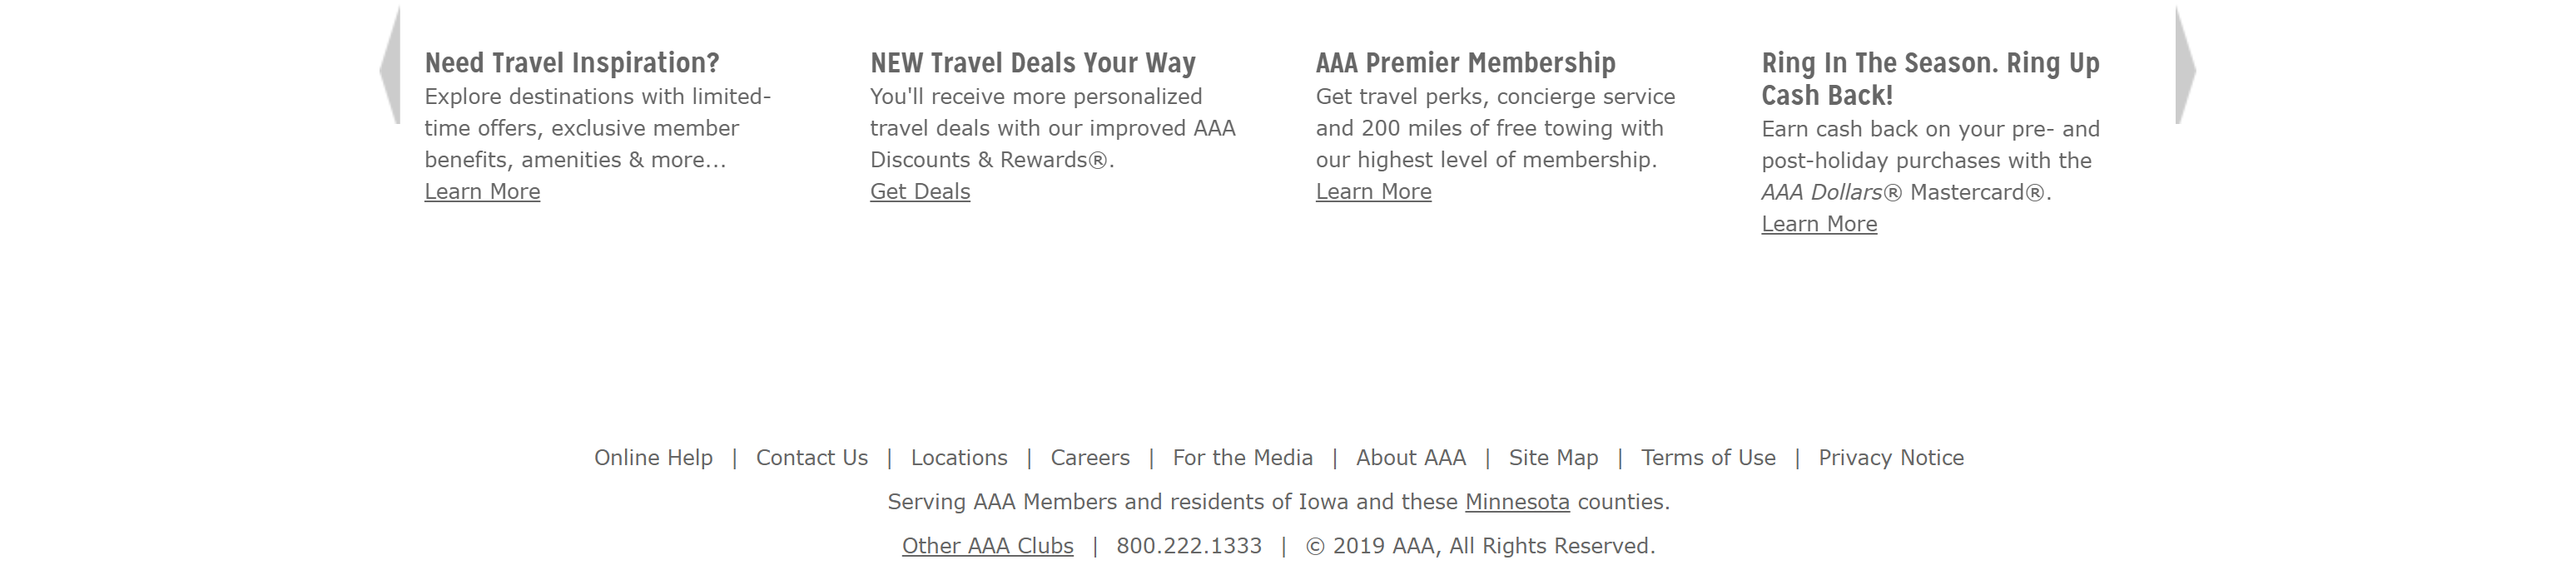 Need Travel Inspiration?
Explore destinations with limited-
time offers, exclusive member
benefits, amenities & more...
Learn More
NEW Travel Deals Your Way
You'll receive more personalized
travel deals with our improved AAA
Discounts & Rewards®.
Get Deals
AAA Premier Membership
Get travel perks, concierge service
and 200 miles of free towing with
our highest level of membership.
Learn More
Ring In The Season. Ring Up
Cash Back!
Earn cash back on your pre- and
post-holiday purchases with the
AAA Dollars® Mastercard®.
Learn More
Online Help | Contact Us | Locations | Careers | For the Media | About AAA | Site Map | Terms of Use | Privacy Notice
Serving AAA Members and residents of Iowa and these Minnesota counties.
Other AAA Clubs | 800.222.1333 | © 2019 AAA, All Rights Reserved.